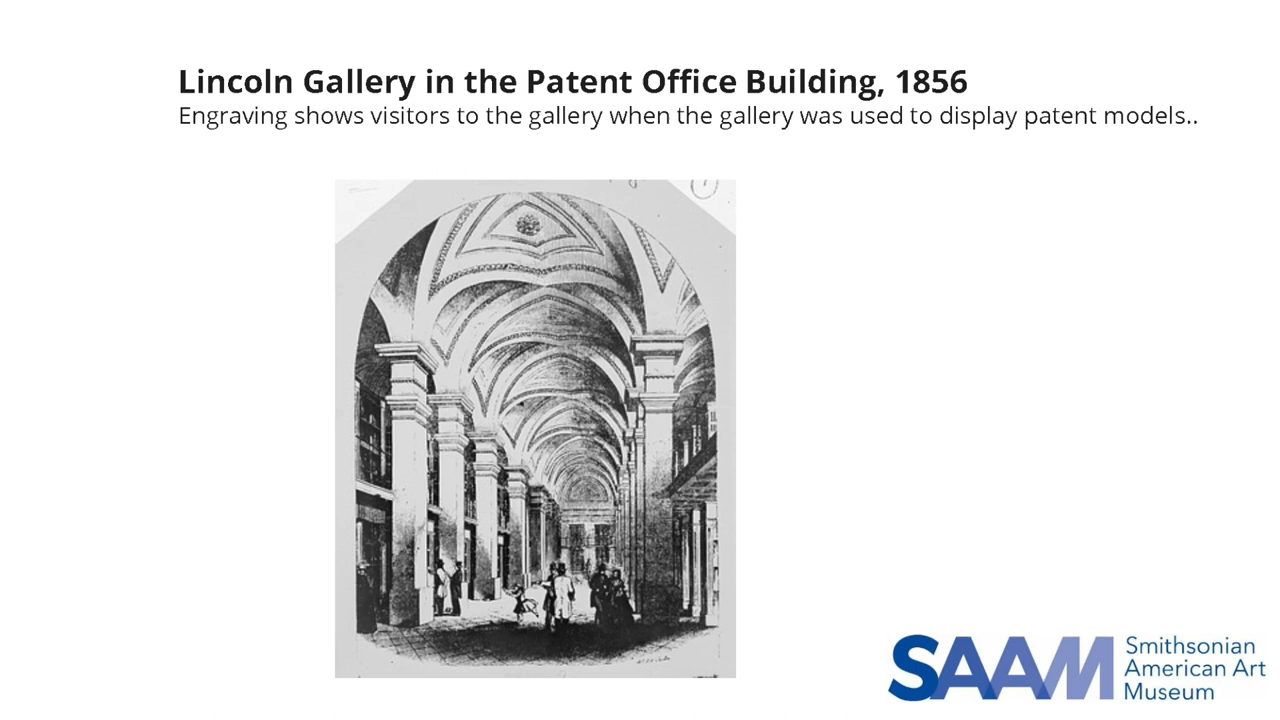 Lincoln Gallery in the Patent Office Building, 1856
Engraving shows visitors to the gallery when the gallery was used to display patent models..
SAAM
Smithsonian
American Art
Museum